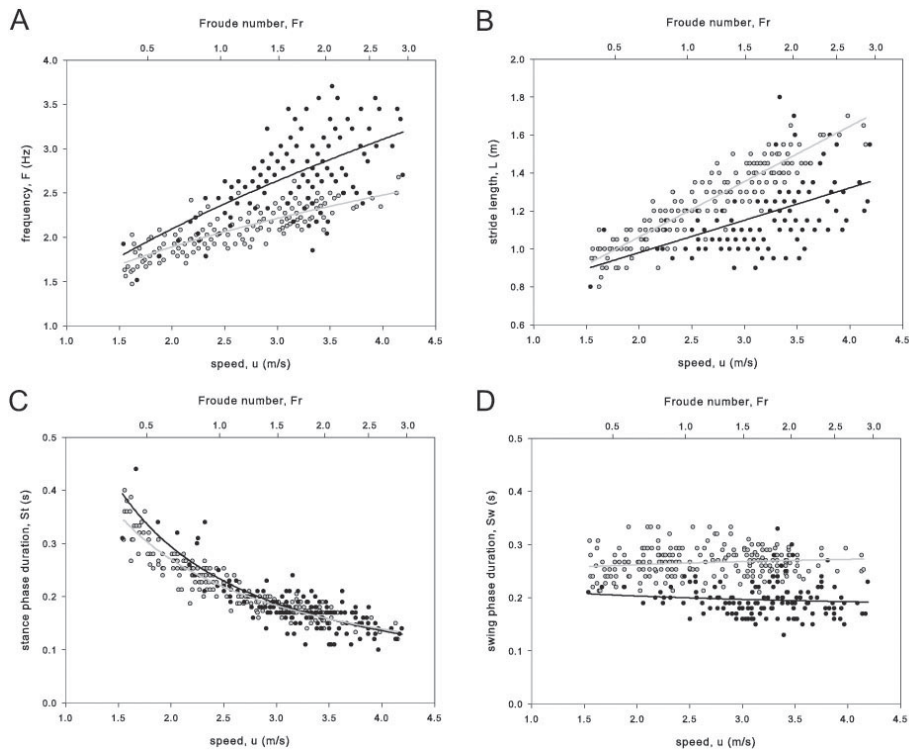 A
Froude number, Fr
0.5 1.0 1.5 2.0 2.5 3.0
4.0
3.5
3.0
2.5
2.0
1.5
1.0
frequency, F (Hz)
1.0 1.5 2.0 2.5 3.0 3.5 4.0 4.5
speed, u (m/s)
B
Froude number, Fr
0.5 1.0 1.5 2.0 2.5 3.0
2.0
1.8
1.6
1.4
1.2
1.0
0.8
0.6
stride length, L (m)
1.0 1.5 2.0 2.5 3.0 3.5 4.0 4.5
speed, u (m/s)
C
Froude number, Fr
0.5 1.0 1.5 2.0 2.5 3.0
0.5
0.4
0.3
0.2
0.1
0.0
stance phase duration, St (s)
1.0 1.5 2.0 2.5 3.0 3.5 4.0 4.5
speed, u (m/s)
D
Froude number, Fr
0.5 1.0 1.5 2.0 2.5 3.0
0.5
0.4
0.3
0.2
0.1
0.0
swing phase duration, Sw (s)
1.0 1.5 2.0 2.5 3.0 3.5 4.0 4.5
speed, u (m/s)